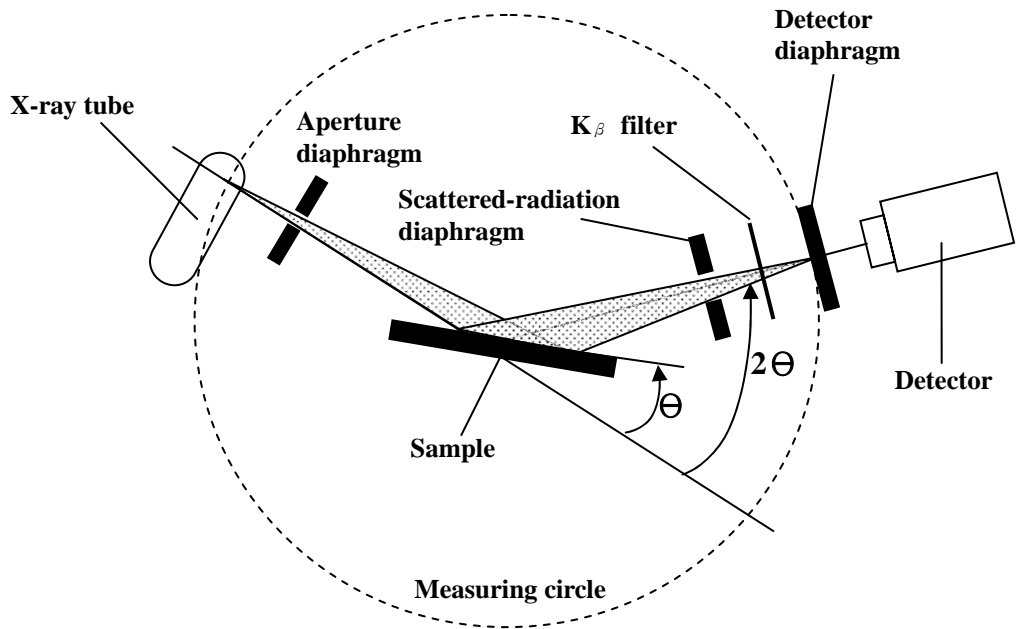 Detector
diaphragm
X-ray tube
Aperture
diaphragm
Kβ filter
Scattered-radiation
diaphragm
2Θ
Θ
Detector
Sample
Measuring circle